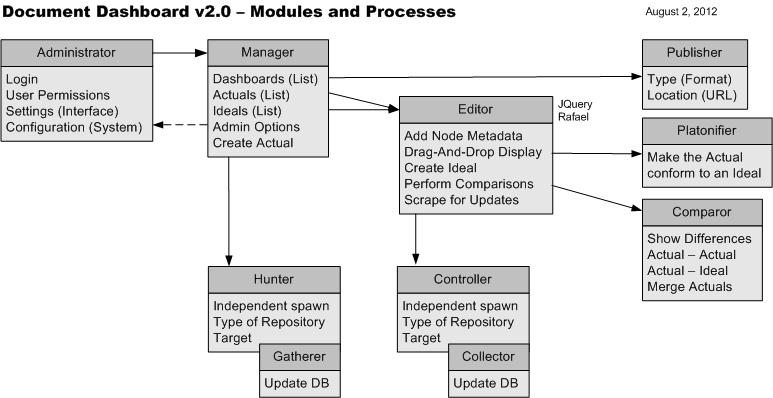 Document Dashboard v2.0 – Modules and Processes
August 2, 2012
Administrator
Login
User Permissions
Settings (Interface)
Configuration (System)
Manager
Dashboards (List)
Actuals (List)
Ideals (List)
Admin Options
Create Actual
Publisher
Type (Format)
Location (URL)
Editor
Add Node Metadata
Drag-And-Drop Display
Create Ideal
Perform Comparisons
Scrape for Updates
JQuery
Rafael
Platonifier
Make the Actual
conform to an Ideal
Comparor
Show Differences
Actual – Actual
Actual – Ideal
Merge Actuals
Hunter
Independent spawn
Type of Repository
Target
Gatherer
Update DB
Controller
Independent spawn
Type of Repository
Target
Collector
Update DB